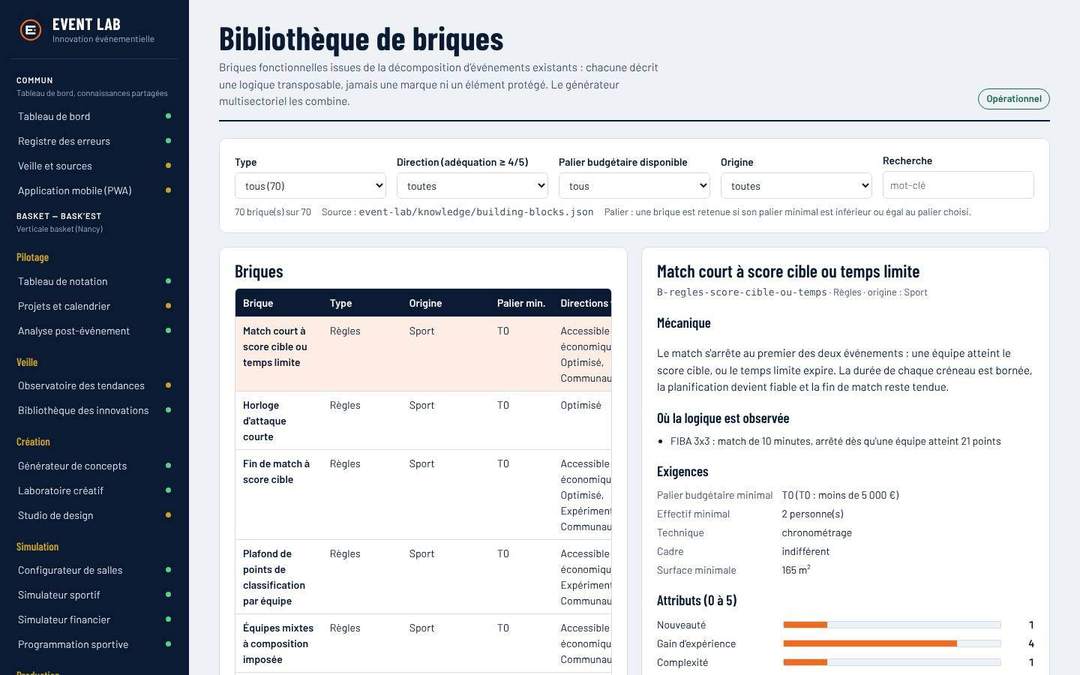 EVENT LAB
Innovation événementielle
COMMUN
Tableau de bord, connaissances partagées
Tableau de bord
Registre des erreurs
Veille et sources
Application mobile (PWA)
BASKET — BASK'EST
Verticale basket (Nancy)
Pilotage
Tableau de notation
Projets et calendrier
Analyse post-événement
Veille
Observatoire des tendances
Bibliothèque des innovations
Création
Générateur de concepts
Laboratoire créatif
Studio de design
Simulation
Configurateur de salles
Simulateur sportif
Simulateur financier
Programmation sportive
Bibliothèque de briques
Briques fonctionnelles issues de la décomposition d'événements existants : chacune décrit
une logique transposable, jamais une marque ni un élément protégé. Le générateur
multisectoriel les combine.
Opérationnel
Type
Direction (adéquation ≥ 4/5)
Palier budgétaire disponible
Origine
Recherche
tous (70)
toutes
tous
toutes
mot-clé
70 brique(s) sur 70 Source : event-lab/knowledge/building-blocks.json Palier : une brique est retenue si son palier minimal est inférieur ou égal au palier choisi.
Briques
Brique Type Origine Palier min. Directions
Match court à
score cible ou
temps limite
Règles
Sport
T0
Accessible
économiqu
Optimisé,
Communau
Horloge
d'attaque
courte
Règles
Sport
T0
Optimisé
Fin de match à
score cible
Règles
Sport
T0
Accessible
économiqu
Optimisé,
Expériment
Communau
Plafond de
points de
classification
par équipe
Règles
Sport
T0
Accessible
économiqu
Expériment
Communau
Équipes mixtes
à composition
imposée
Règles
Sport
T0
Accessible
économiqu
Communau
Match court à score cible ou temps limite
B-regles-score-cible-ou-temps · Règles · origine : Sport
Mécanique
Le match s'arrête au premier des deux événements : une équipe atteint le
score cible, ou le temps limite expire. La durée de chaque créneau est bornée,
la planification devient fiable et la fin de match reste tendue.
Où la logique est observée
• FIBA 3x3 : match de 10 minutes, arrêté dès qu'une équipe atteint 21 points
Exigences
Palier budgétaire minimal T0 (T0 : moins de 5 000 €)
Effectif minimal 2 personne(s)
Technique chronométrage
Cadre indifférent
Surface minimale 165 m²
Attributs (0 à 5)
Nouveauté 1
Gain d'expérience 4
Complexité 1